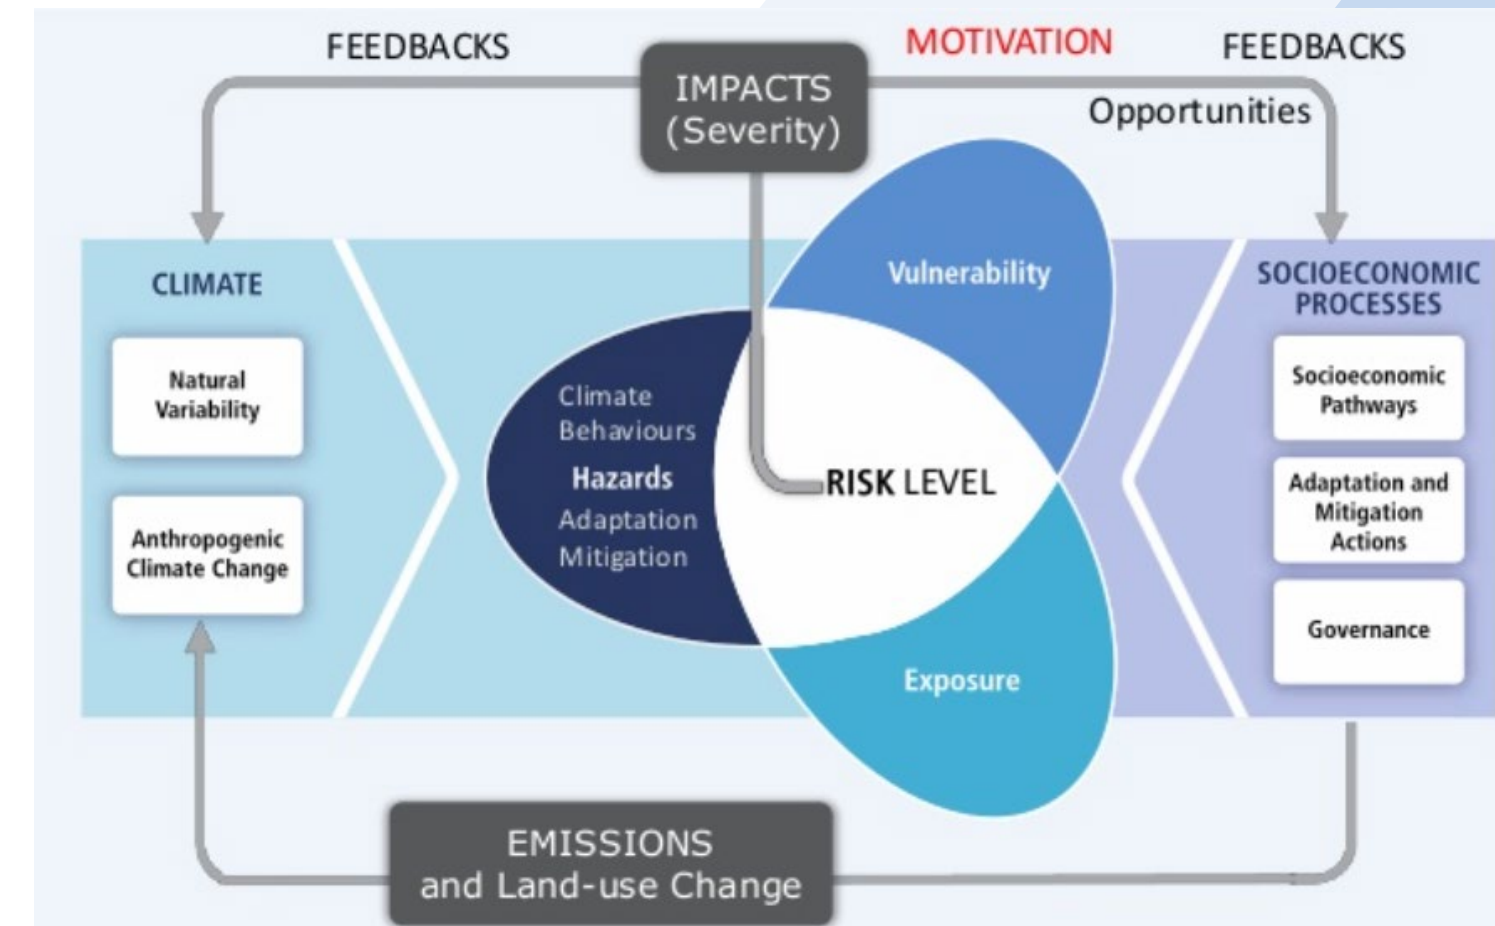 FEEDBACKS
IMPACTS
(Severity)
MOTIVATION
FEEDBACKS
Opportunities
CLIMATE
Natural
Variability
Anthropogenic
Climate Change
Vulnerability
Climate
Behaviours
Hazards
Adaptation
Mitigation
RISK LEVEL
Exposure
SOCIOECONOMIC
PROCESSES
Socioeconomic
Pathways
Adaptation and
Mitigation
Actions
Governance
EMISSIONS
and Land-use Change